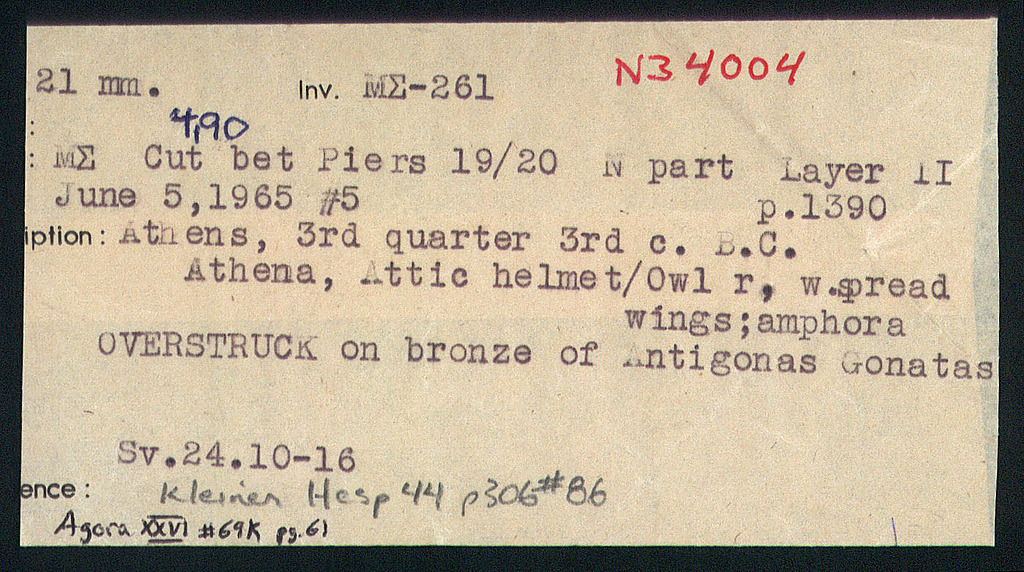 21 mm. Inv. ΜΣ-261 N34004
: 4,90
: ΜΣ Cut bet Piers 19/20 N part Layer II
June 5,1965 #5 p.1390
iption: Athens, 3rd quarter 3rd c. B.C.
Athena, Attic helmet/Owl r, w.spread
wings;amphora
OVERSTRUCK on bronze of Antigonas Gonatas
Sv.24.10-16
ence: Kleiner Hesp 44 p306 #86
Agora XXVI #69k pg.61